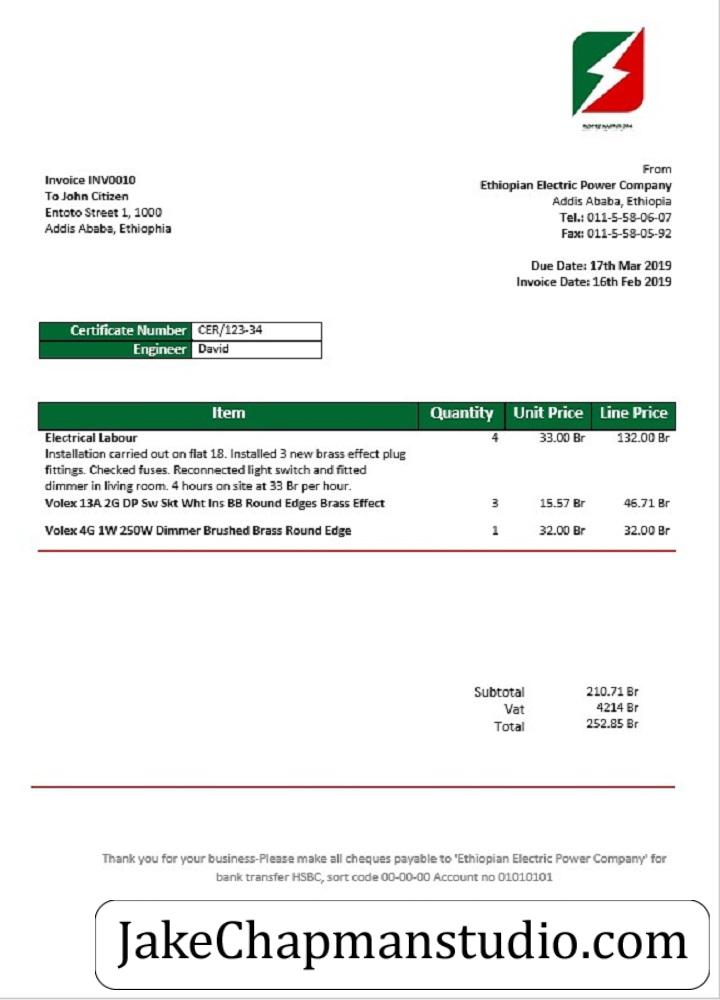 Invoice INV0010
To John Citizen
Entoto Street 1, 1000
Addis Ababa, Ethiophia
From
Ethiopian Electric Power Company
Addis Ababa, Ethiopia
Tel.: 011-5-58-06-07
Fax: 011-5-58-05-92
Due Date: 17th Mar 2019
Invoice Date: 16th Feb 2019
Certificate Number CER/123-34
Engineer David
Item Quantity Unit Price Line Price
Electrical Labour 4 33.00 Br 132.00 Br
Installation carried out on flat 18. Installed 3 new brass effect plug
fittings. Checked fuses. Reconnected light switch and fitted
dimmer in living room. 4 hours on site at 33 Br per hour.
Volex 13A 2G DP Sw Skt Wht Ins BB Round Edges Brass Effect 3 15.57 Br 46.71 Br
Volex 4G 1W 250W Dimmer Brushed Brass Round Edge 1 32.00 Br 32.00 Br
Subtotal 210.71 Br
Vat 4214 Br
Total 252.85 Br
Thank you for your business-Please make all cheques payable to 'Ethiopian Electric Power Company' for
bank transfer HSBC, sort code 00-00-00 Account no 01010101
JakeChapmanstudio.com